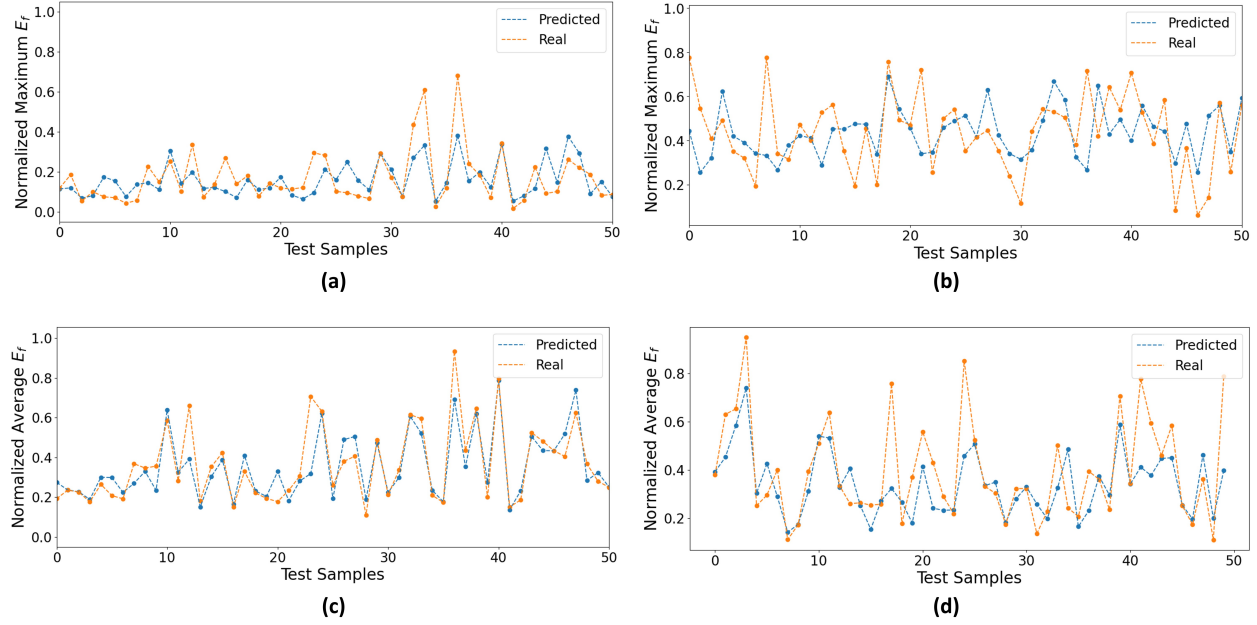 Normalized Maximum E_f
1.0
0.8
0.6
0.4
0.2
0.0
Predicted
Real
0 10 20 30 40 50
Test Samples
(a)
Normalized Maximum E_f
1.0
0.8
0.6
0.4
0.2
Predicted
Real
0 10 20 30 40 50
Test Samples
(b)
Normalized Average E_f
1.0
0.8
0.6
0.4
0.2
0.0
Predicted
Real
0 10 20 30 40 50
Test Samples
(c)
Normalized Average E_f
0.8
0.6
0.4
0.2
Predicted
Real
0 10 20 30 40 50
Test Samples
(d)